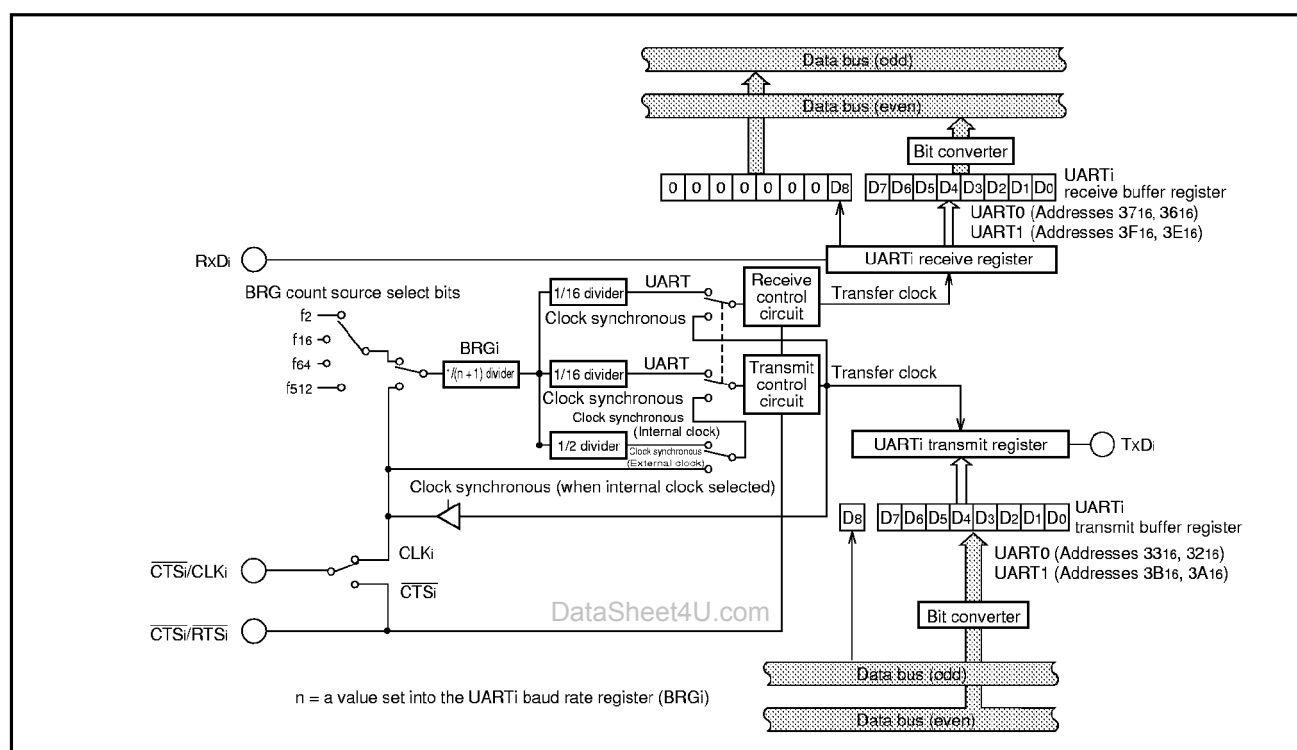 Data bus (odd)
Data bus (even)
Bit converter
0 0 0 0 0 0 0 D8
D7 D6 D5 D4 D3 D2 D1 D0
UARTi
receive buffer register
UART0 (Addresses 3716, 3616)
UART1 (Addresses 3F16, 3E16)
RxDi
UARTi receive register
BRG count source select bits
f2
f16
f64
f512
BRGi
1/(n + 1) divider
1/16 divider
UART
Clock synchronous
Receive
control
circuit
Transfer clock
1/16 divider
UART
Clock synchronous
Transmit
control
circuit
Transfer clock
Clock synchronous
(Internal clock)
1/2 divider
Clock synchronous
(External clock)
UARTi transmit register
TxDi
Clock synchronous (when internal clock selected)
D8
D7 D6 D5 D4 D3 D2 D1 D0
UARTi
transmit buffer register
UART0 (Addresses 3316, 3216)
UART1 (Addresses 3B16, 3A16)
CTSi/CLKi
CLKi
CTSi
CTSi/RTSi
DataSheet4U.com
Bit converter
Data bus (odd)
Data bus (even)
n = a value set into the UARTi baud rate register (BRGi)